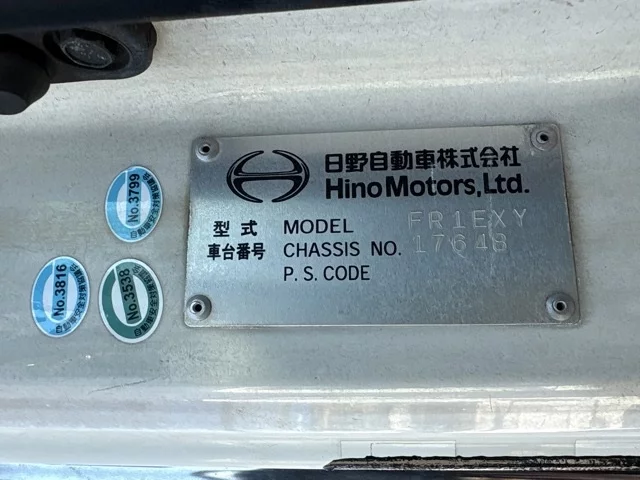 日野自動車株式会社
Hino Motors, Ltd.
型式 MODEL FR1EXY
車台番号 CHASSIS NO. 17648
P. S. CODE
No.3799
No.3816
No.3538